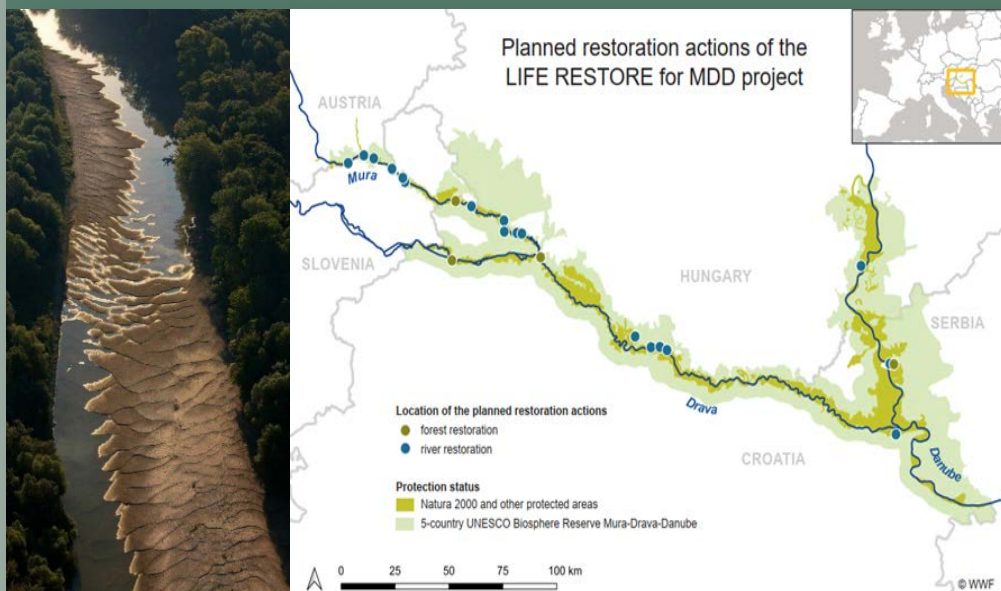 Planned restoration actions of the
LIFE RESTORE for MDD project
AUSTRIA
Mura
SLOVENIA
HUNGARY
SERBIA
Drava
CROATIA
Danube
Location of the planned restoration actions
forest restoration
river restoration
Protection status
Natura 2000 and other protected areas
5-country UNESCO Biosphere Reserve Mura-Drava-Danube
0 25 50 75 100 km
© WWF